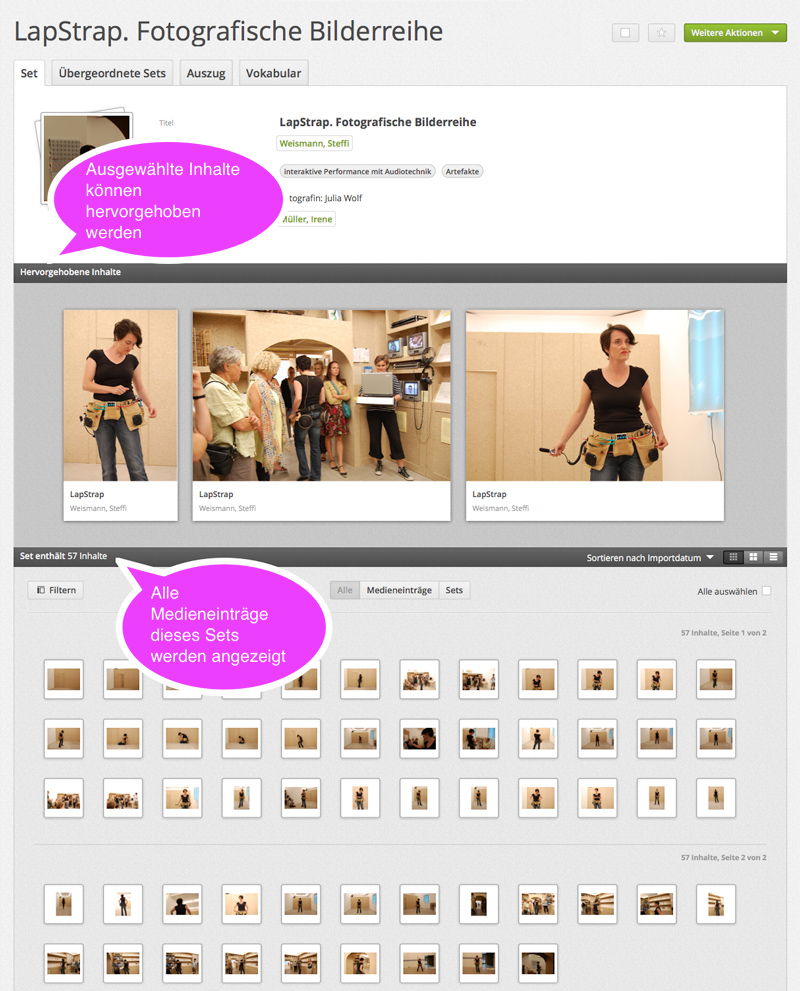 LapStrap. Fotografische Bilderreihe
Weitere Aktionen
Set
Übergeordnete Sets
Auszug
Vokabular
Titel
LapStrap. Fotografische Bilderreihe
Weismann, Steffi
Interactive Performance mit Audiotechnik
Artefakte
tografin: Julia Wolf
Müller, Irene
Ausgewählte Inhalte
können
hervorgehoben
werden
Hervorgehobene Inhalte
LapStrap
Weismann, Steffi
LapStrap
Weismann, Steffi
LapStrap
Weismann, Steffi
Set enthält 57 Inhalte
Sortieren nach Importdatum
Filtern
Alle
Medieneinträge
Sets
Alle auswählen
Alle
Medieneinträge
dieses Sets
werden angezeigt
57 Inhalte, Seite 1 von 2
57 Inhalte, Seite 2 von 2